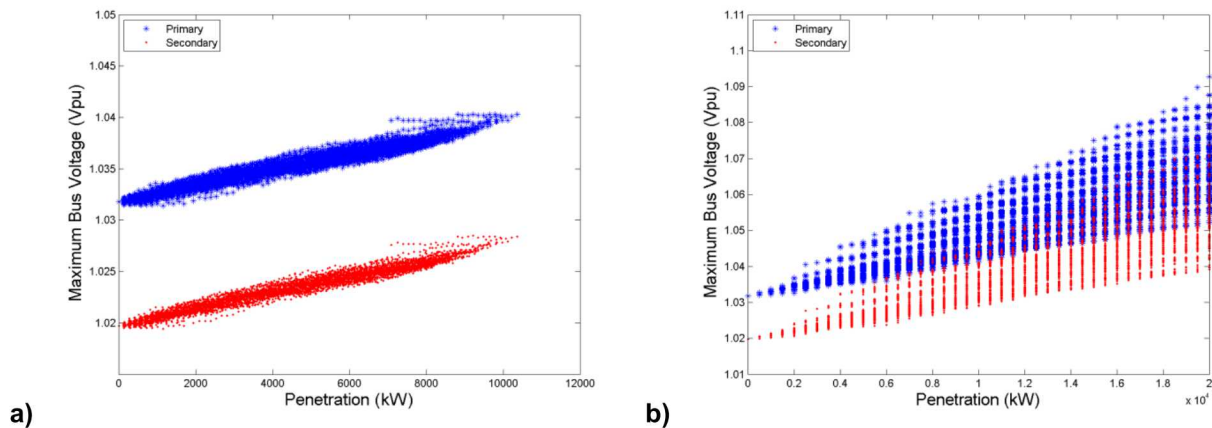 1.05
1.045
1.04
1.035
1.03
1.025
1.02
Maximum Bus Voltage (Vpu)
Primary
Secondary
0 2000 4000 6000 8000 10000 12000
Penetration (kW)
a)
1.11
1.1
1.09
1.08
1.07
1.06
1.05
1.04
1.03
1.02
1.01
Maximum Bus Voltage (Vpu)
Primary
Secondary
0 0.2 0.4 0.6 0.8 1 1.2 1.4 1.6 1.8 2
x 10⁴
Penetration (kW)
b)